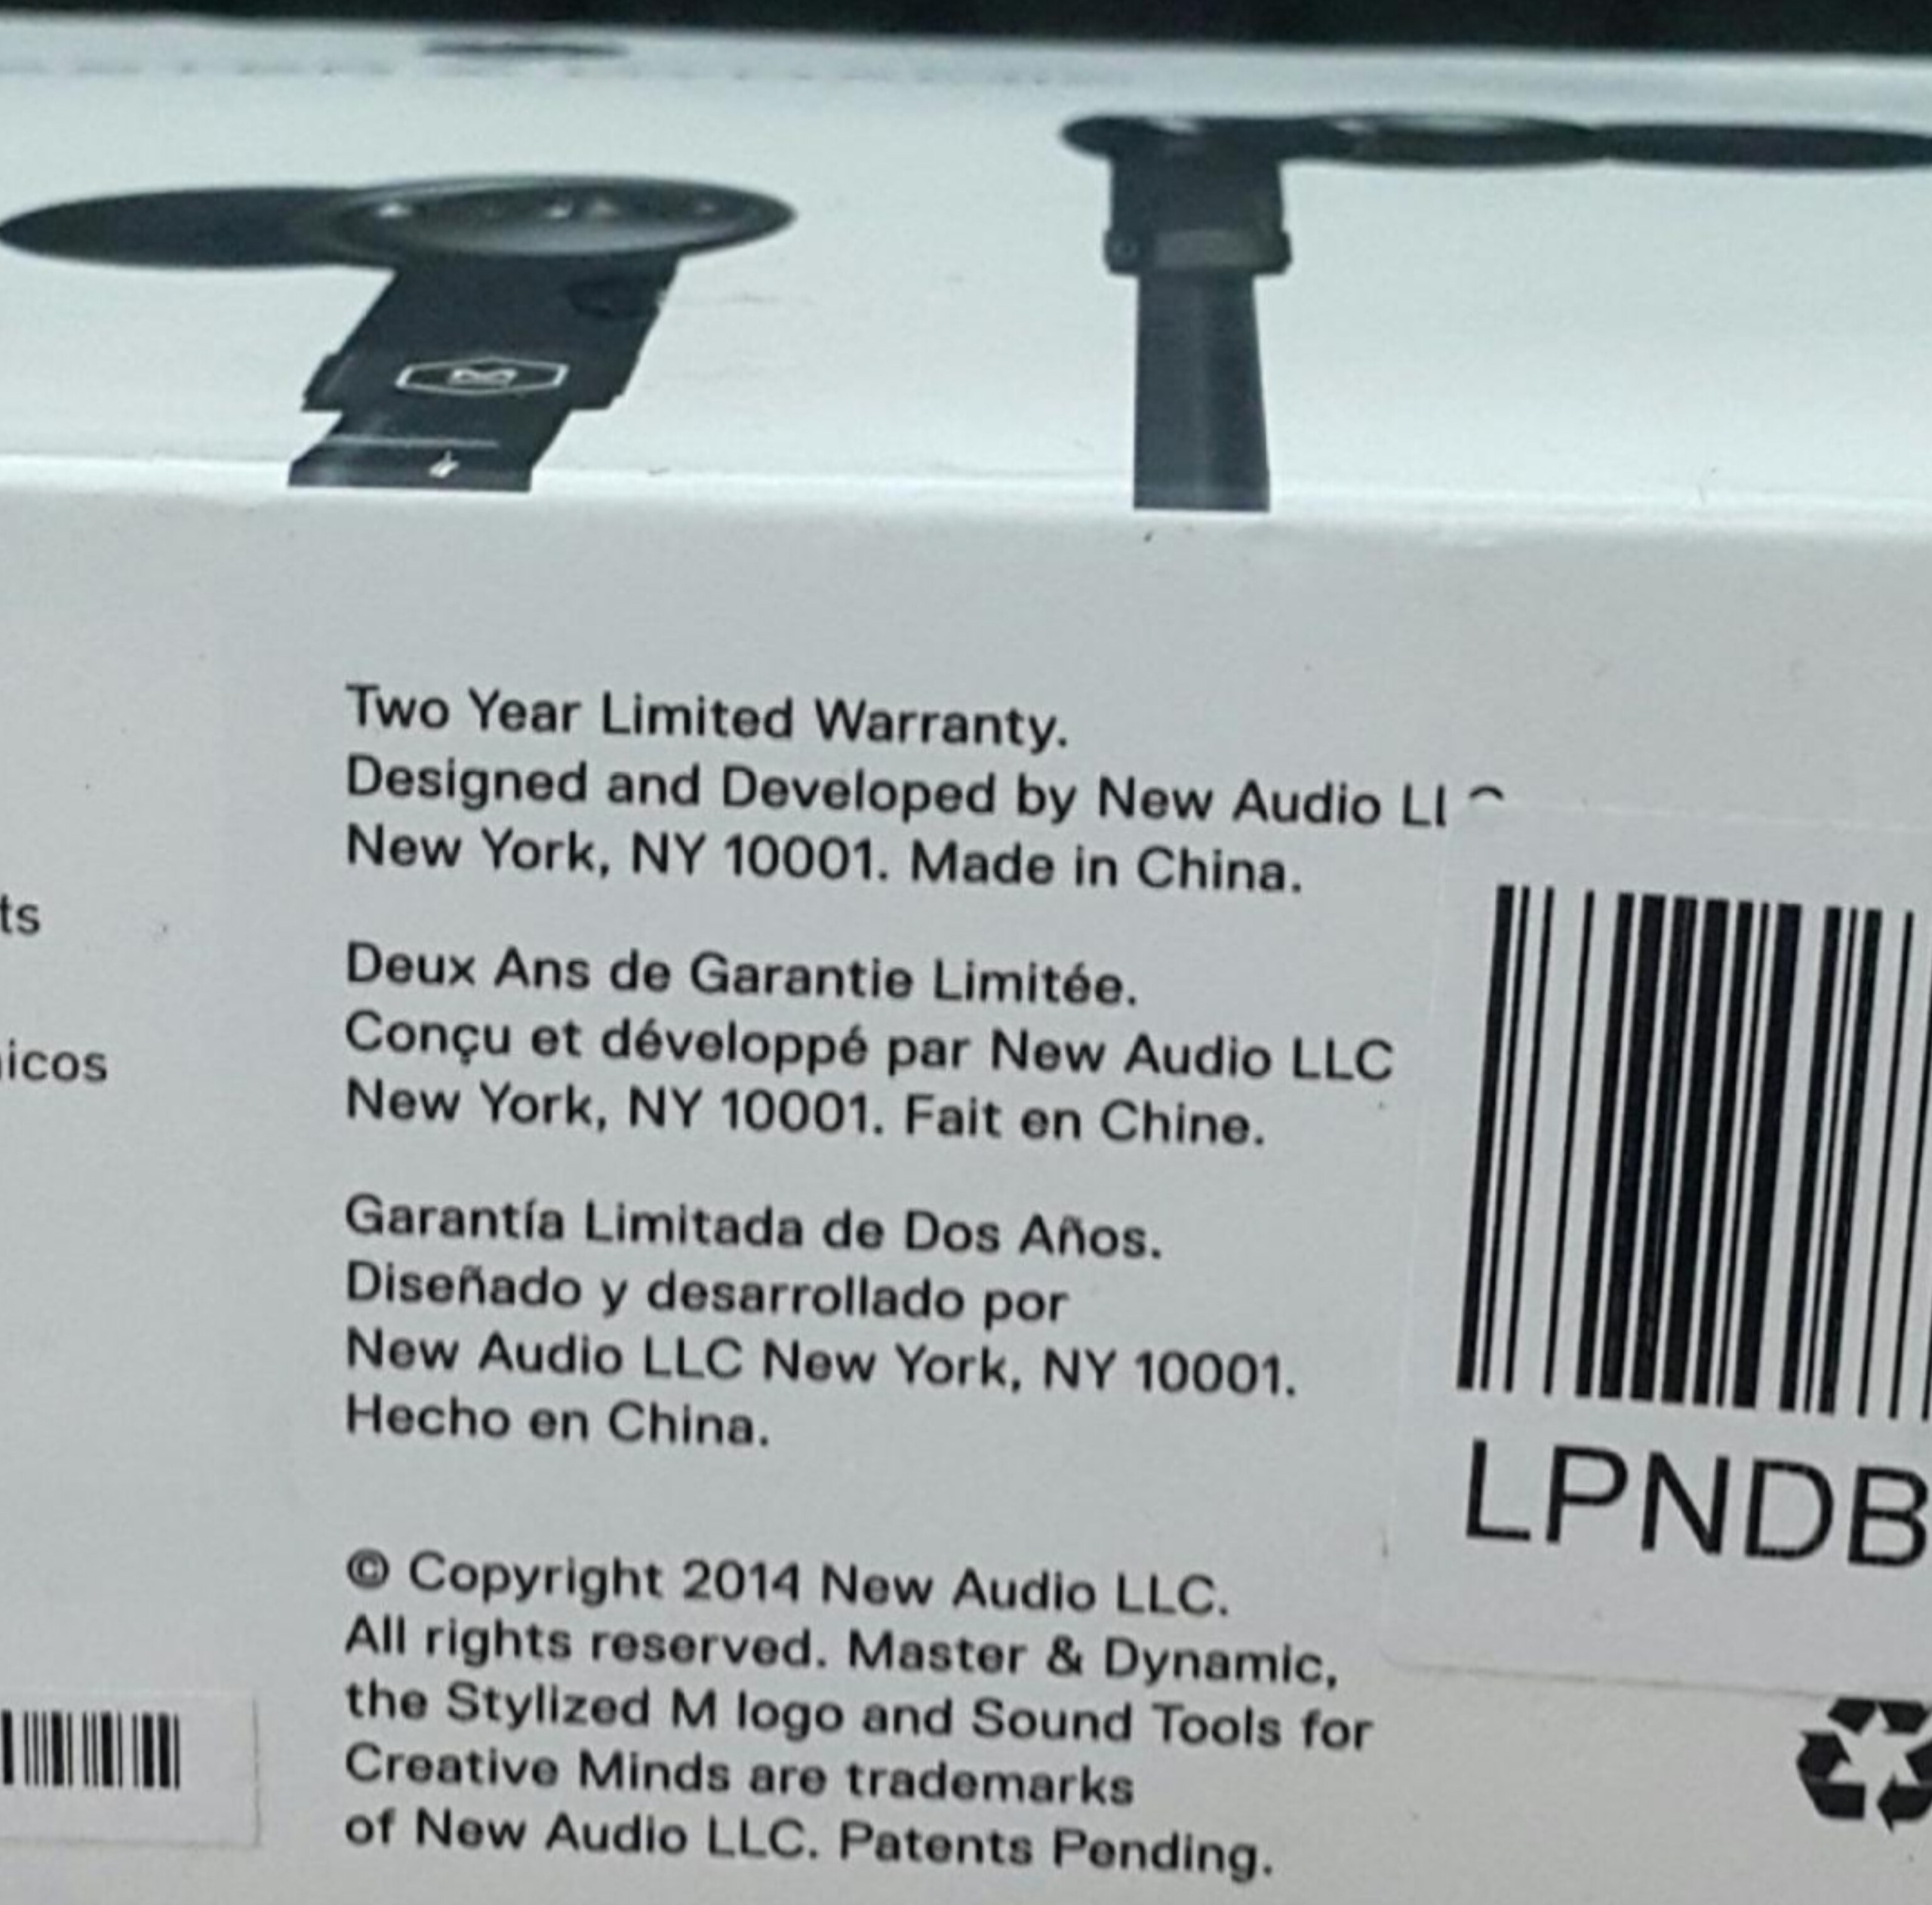 Two Year Limited Warranty.
Designed and Developed by New Audio
New York, NY 10001. Made in China.
Deux Ans de Garantie Limitée.
Conçu et développé par New Audio LLC
New York, NY 10001. Fait en Chine.
Garantía Limitada de Dos Años.
Diseñado y desarrollado por
New Audio LLC New York, NY 10001.
Hecho en China.
© Copyright 2014 New Audio LLC.
All rights reserved. Master & Dynamic,
the Stylized M logo and Sound Tools for
Creative Minds are trademarks
of New Audio LLC. Patents Pending.
ts
icos
LPNDB